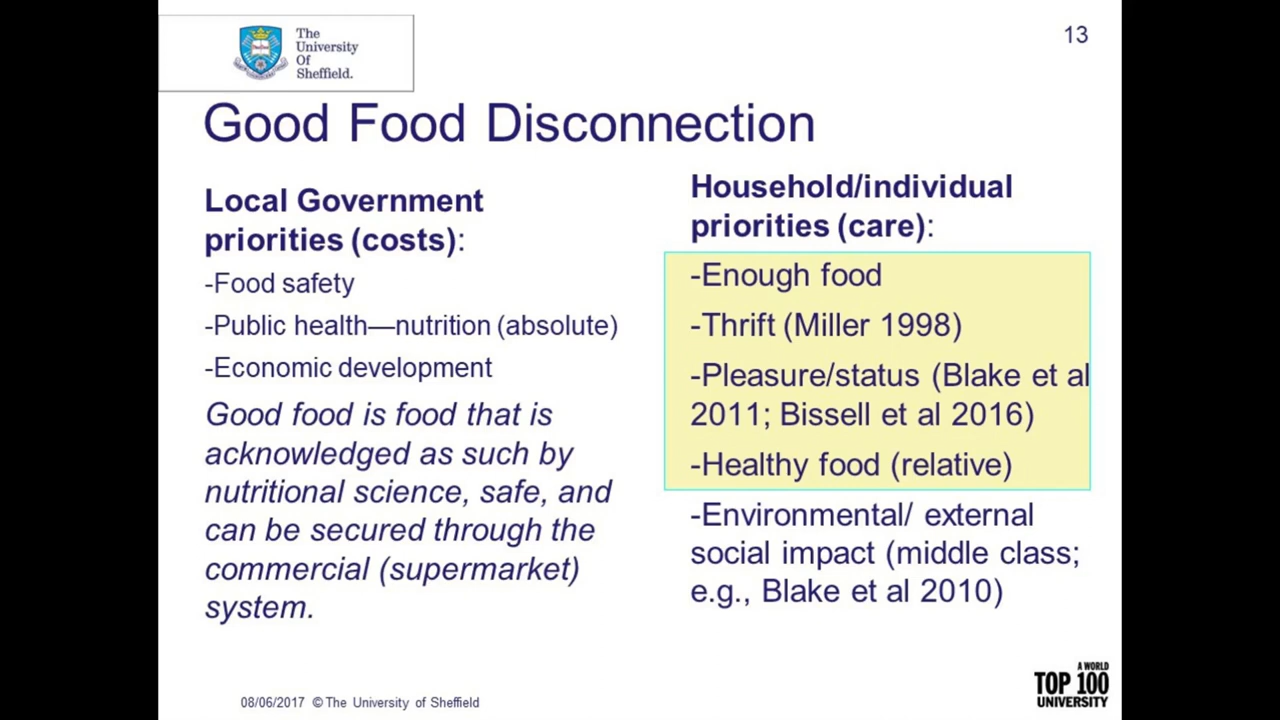 The
University
Of
Sheffield.
13
Good Food Disconnection
Local Government
priorities (costs):
-Food safety
-Public health—nutrition (absolute)
-Economic development
Good food is food that is
acknowledged as such by
nutritional science, safe, and
can be secured through the
commercial (supermarket)
system.
Household/individual
priorities (care):
-Enough food
-Thrift (Miller 1998)
-Pleasure/status (Blake et al
2011; Bissell et al 2016)
-Healthy food (relative)
-Environmental/ external
social impact (middle class;
e.g., Blake et al 2010)
08/06/2017 © The University of Sheffield
A WORLD
TOP 100
UNIVERSITY